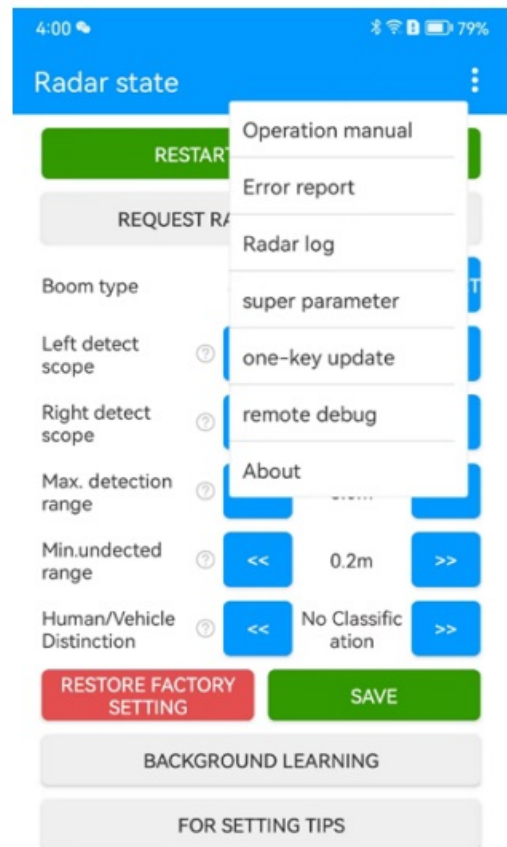 4:00
79%
Radar state
Operation manual
Error report
Radar log
super parameter
one-key update
remote debug
About
RESTAR
REQUEST RA
Boom type
Left detect
scope
Right detect
scope
Max. detection
range
Min.undected
range
<<
0.2m
>>
Human/Vehicle
Distinction
<<
No Classific
ation
>>
RESTORE FACTORY
SETTING
SAVE
BACKGROUND LEARNING
FOR SETTING TIPS